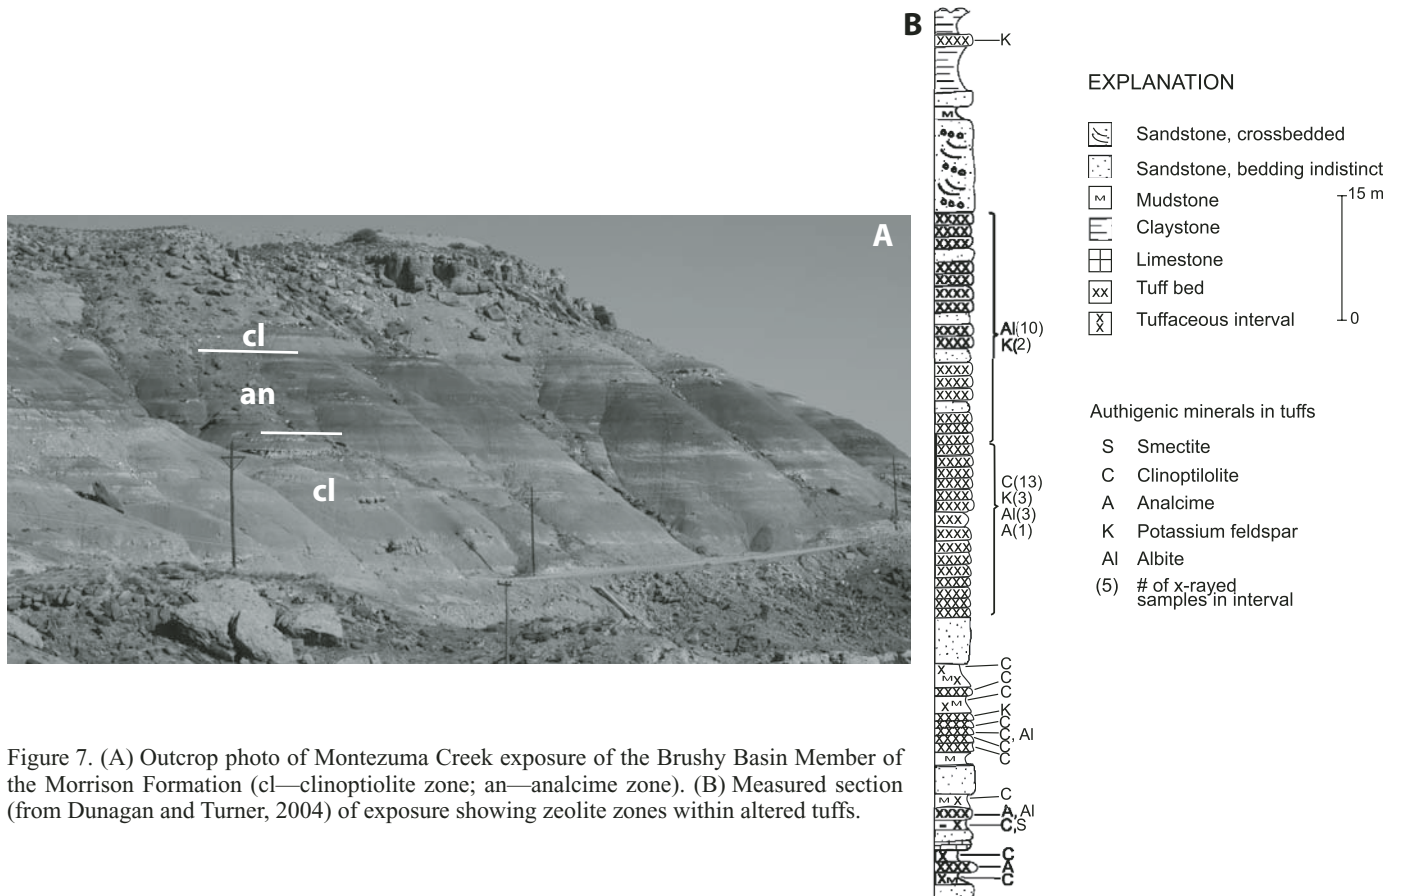 A
cl
an
cl
Figure 7. (A) Outcrop photo of Montezuma Creek exposure of the Brushy Basin Member of
the Morrison Formation (cl—clinoptiolite zone; an—analcime zone). (B) Measured section
(from Dunagan and Turner, 2004) of exposure showing zeolite zones within altered tuffs.
B
K
M
Al(10)
K(2)
C(13)
K(3)
Al(3)
A(1)
C
C
C
K
C
C, Al
C
C
C
A, Al
C,S
C
A
C
EXPLANATION
Sandstone, crossbedded
Sandstone, bedding indistinct
M Mudstone
Claystone
Limestone
xx Tuff bed
Tuffaceous interval
15 m
0
Authigenic minerals in tuffs
S Smectite
C Clinoptilolite
A Analcime
K Potassium feldspar
Al Albite
(5) # of x-rayed
samples in interval